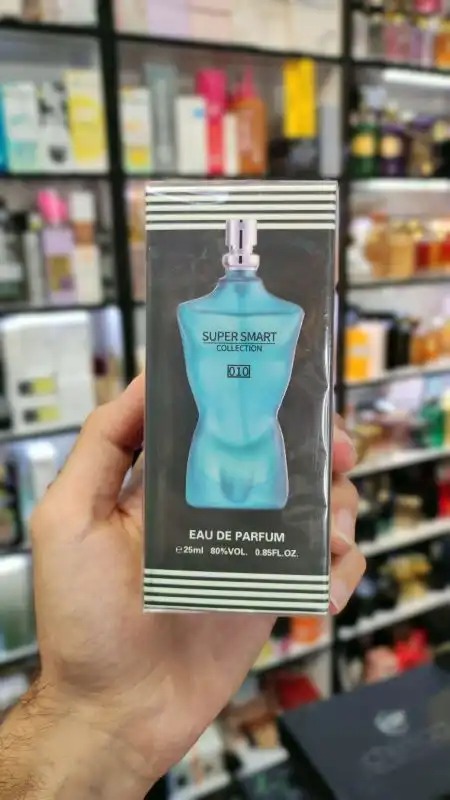 SUPER SMART
COLLECTION
010
EAU DE PARFUM
℮25ml 80%VOL. 0.85FL.OZ.